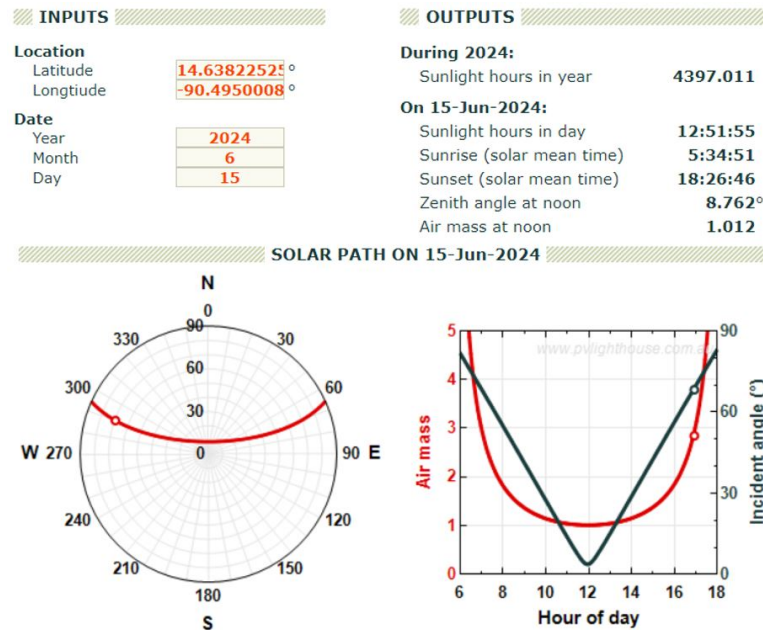 INPUTS
Location
Latitude 14.63822525 °
Longtiude -90.4950008 °
Date
Year 2024
Month 6
Day 15
OUTPUTS
During 2024:
Sunlight hours in year 4397.011
On 15-Jun-2024:
Sunlight hours in day 12:51:55
Sunrise (solar mean time) 5:34:51
Sunset (solar mean time) 18:26:46
Zenith angle at noon 8.762°
Air mass at noon 1.012
SOLAR PATH ON 15-Jun-2024
N
0
90
330 30
60
300 60
30
W 270 0 90 E
240 120
210 150
180
S
www.pvlighthouse.com.a
5 90
4
60
3
2
30
1
0 0
Air mass
Incident angle (°)
6 8 10 12 14 16 18
Hour of day